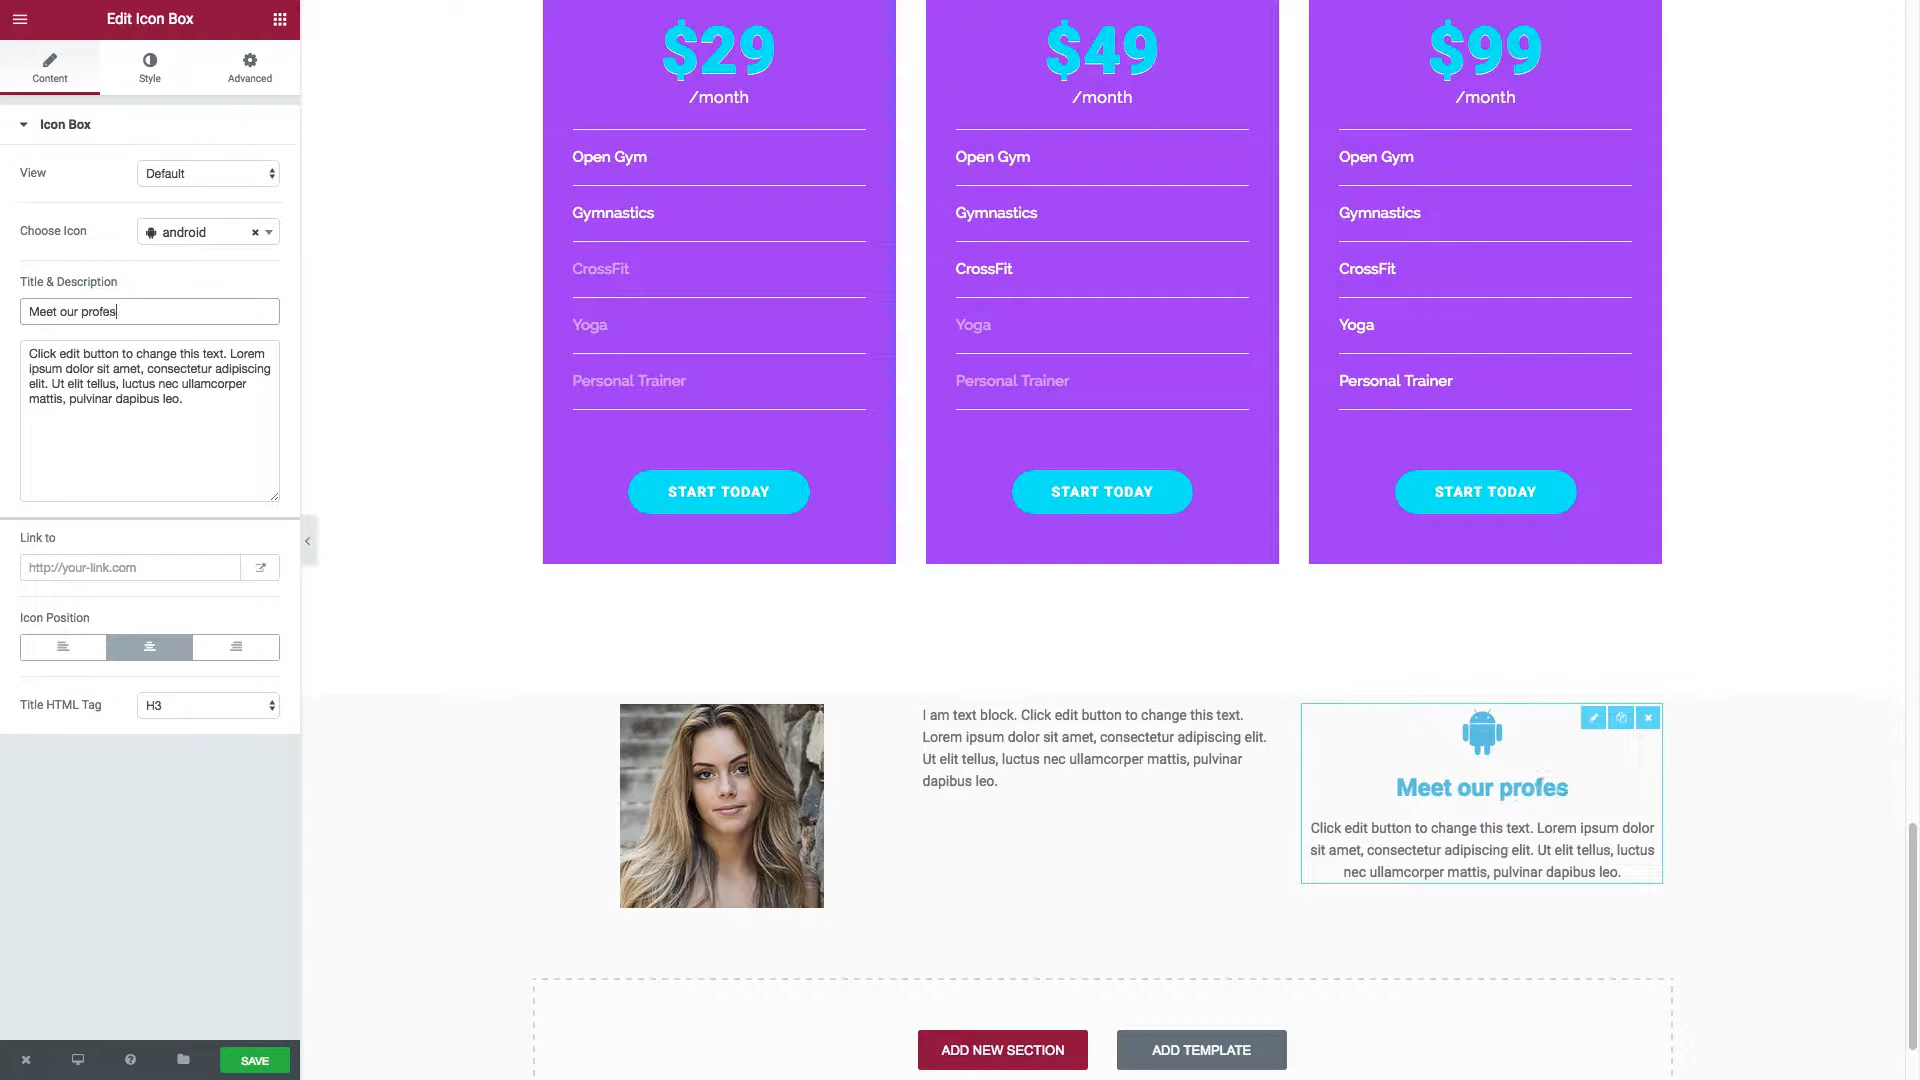 Edit Icon Box
Content
Style
Advanced
Icon Box
View
Default
Choose Icon
android
Title & Description
Meet our profes
Click edit button to change this text. Lorem
ipsum dolor sit amet, consectetur adipiscing
elit. Ut elit tellus, luctus nec ullamcorper
mattis, pulvinar dapibus leo.
Link to
http://your-link.com
Icon Position
Title HTML Tag
H3
SAVE
$29
/month
Open Gym
Gymnastics
CrossFit
Yoga
Personal Trainer
START TODAY
$49
/month
Open Gym
Gymnastics
CrossFit
Yoga
Personal Trainer
START TODAY
$99
/month
Open Gym
Gymnastics
CrossFit
Yoga
Personal Trainer
START TODAY
I am text block. Click edit button to change this text.
Lorem ipsum dolor sit amet, consectetur adipiscing elit.
Ut elit tellus, luctus nec ullamcorper mattis, pulvinar
dapibus leo.
Meet our profes
Click edit button to change this text. Lorem ipsum dolor
sit amet, consectetur adipiscing elit. Ut elit tellus, luctus
nec ullamcorper mattis, pulvinar dapibus leo.
ADD NEW SECTION
ADD TEMPLATE